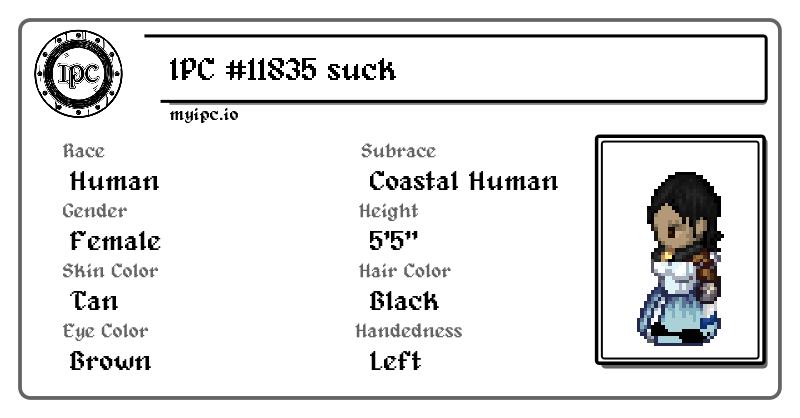 IPC
IPC #11835 suck
myipc.io
Race
Human
Subrace
Coastal Human
Gender
Female
Height
5'5"
Skin Color
Tan
Hair Color
Black
Eye Color
Brown
Handedness
Left